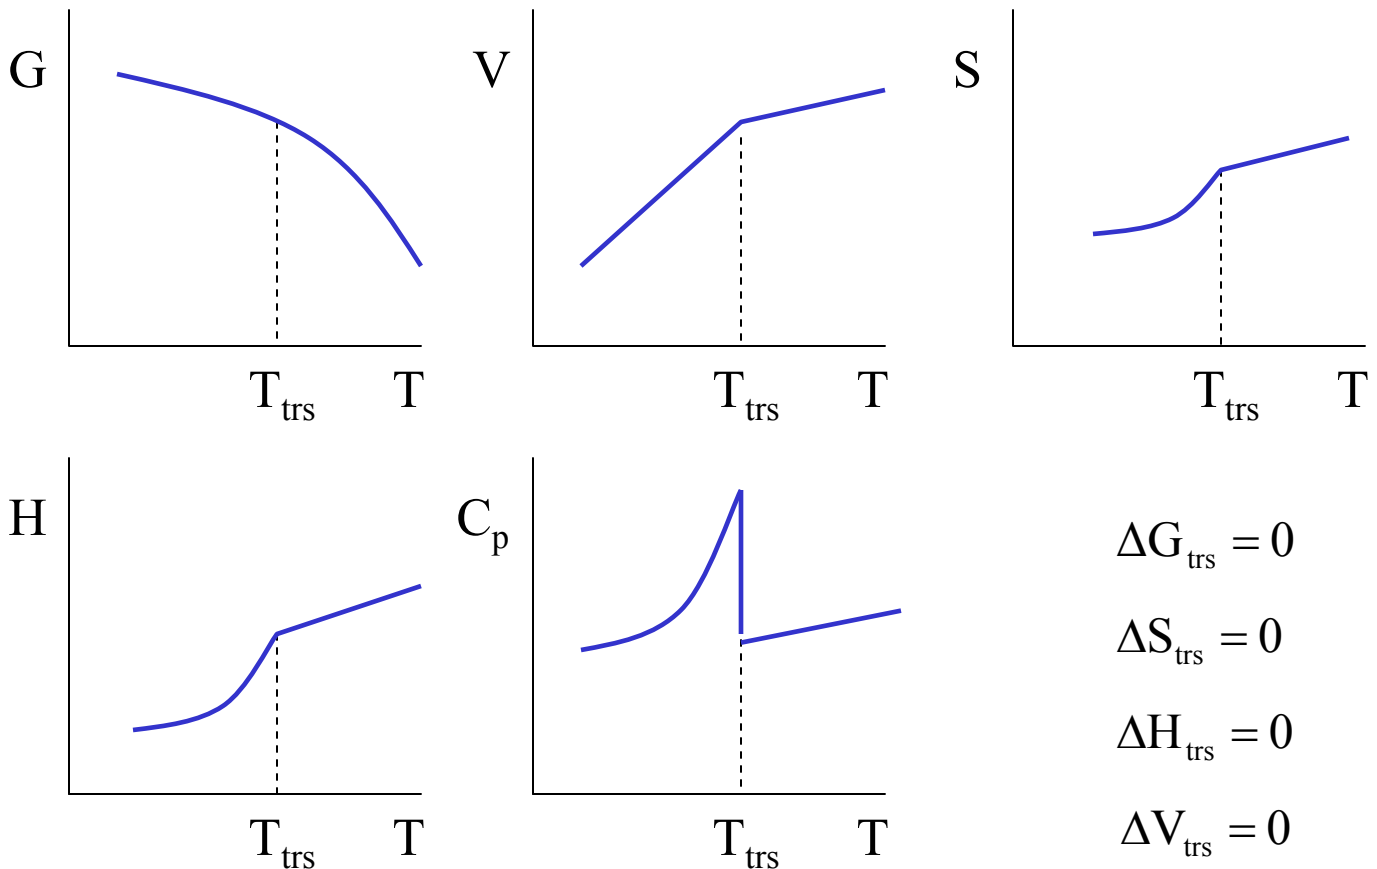 G
V
S
T_trs T
T_trs T
T_trs T
H
C_p
T_trs T
T_trs T
ΔG_trs = 0
ΔS_trs = 0
ΔH_trs = 0
ΔV_trs = 0